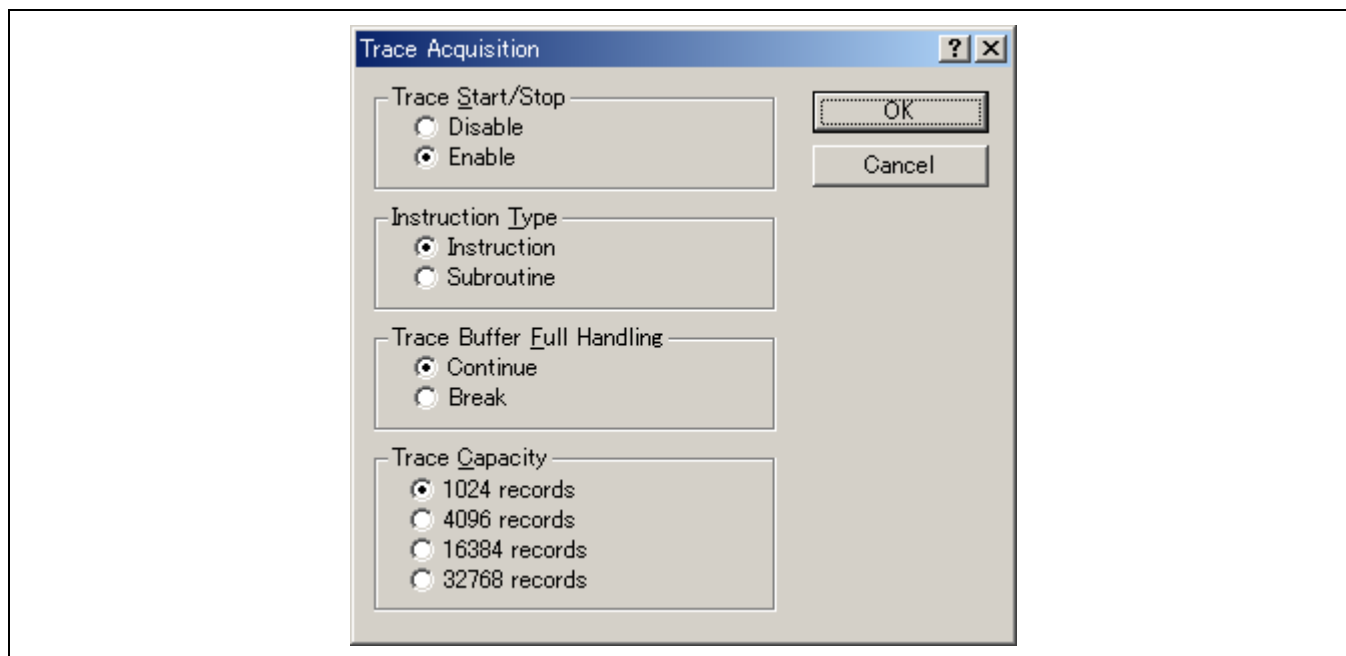 Trace Acquisition
Trace Start/Stop
Disable
Enable
Instruction Type
Instruction
Subroutine
Trace Buffer Full Handling
Continue
Break
Trace Capacity
1024 records
4096 records
16384 records
32768 records
OK
Cancel